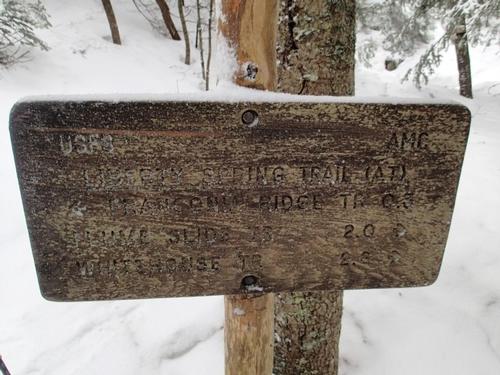 USFS AMC
LIBERTY SPRING TRAIL (AT)
FRANCONIA RIDGE TR 0.3
FLUME SLIDE TR 2.0
WHITEHOUSE TR 2.6